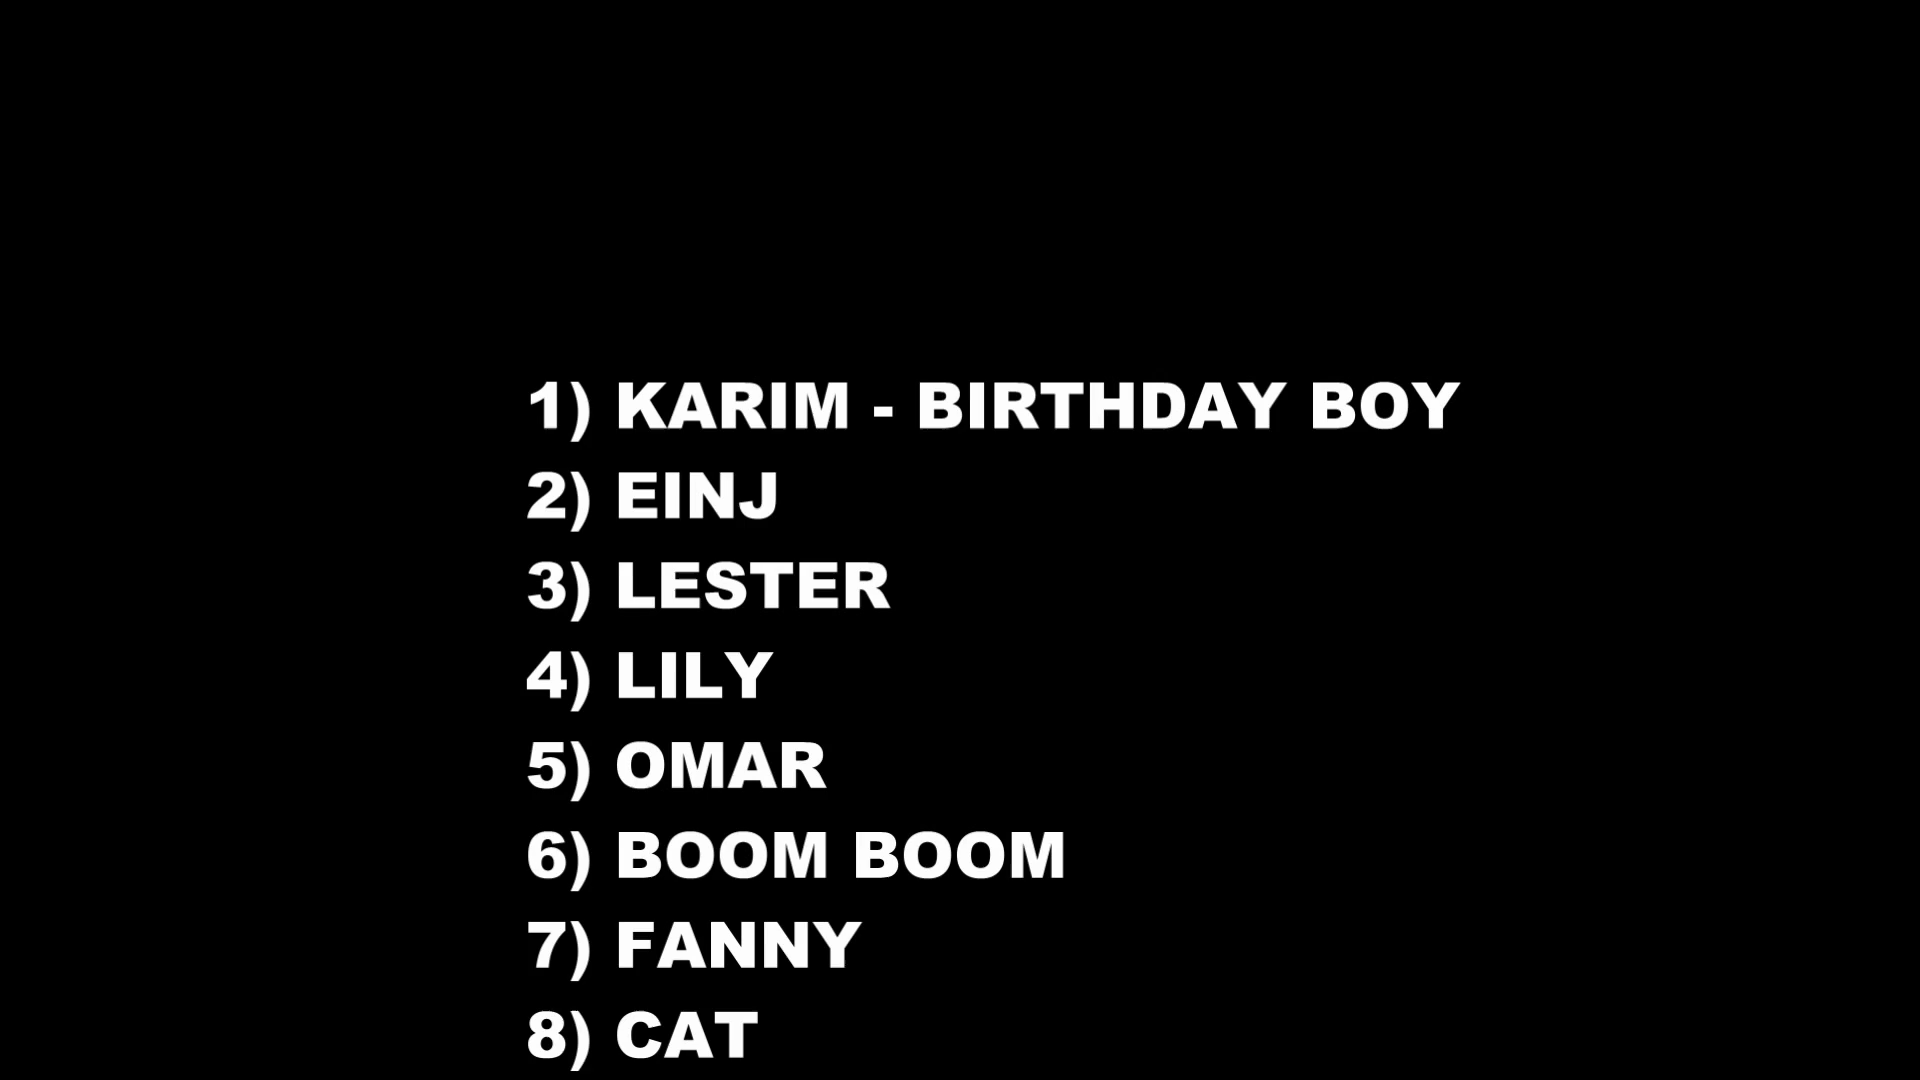 1) KARIM - BIRTHDAY BOY
2) EINJ
3) LESTER
4) LILY
5) OMAR
6) BOOM BOOM
7) FANNY
8) CAT